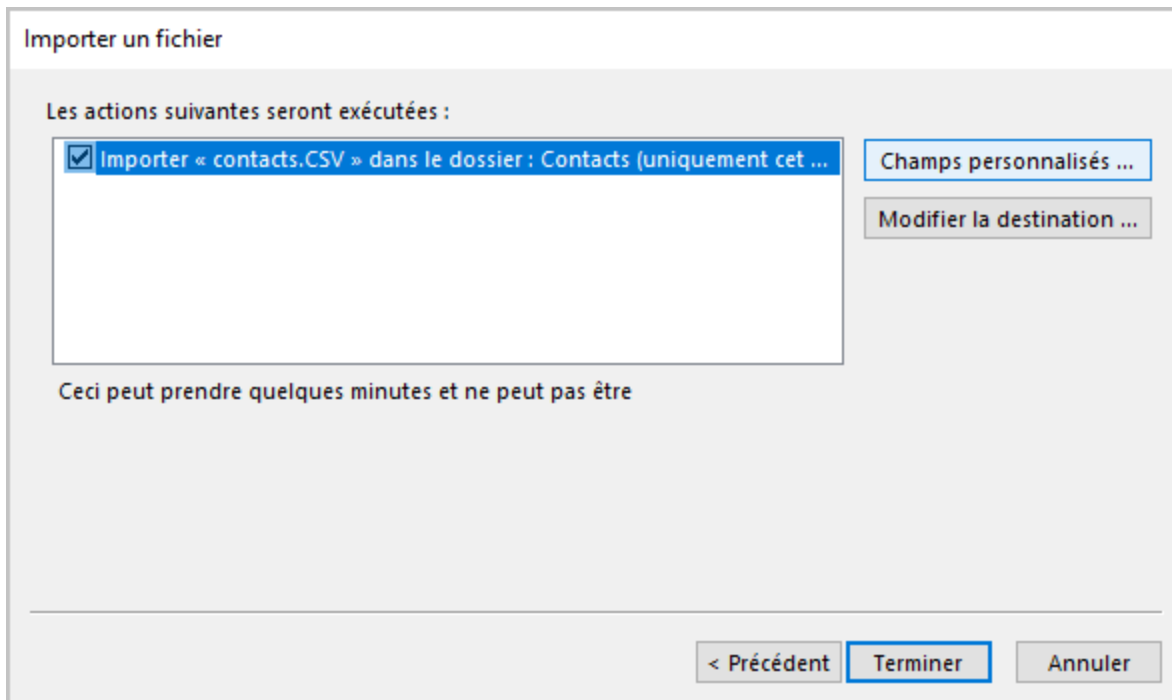 Importer un fichier
Les actions suivantes seront exécutées :
Importer « contacts.CSV » dans le dossier : Contacts (uniquement cet ...
Champs personnalisés ...
Modifier la destination ...
Ceci peut prendre quelques minutes et ne peut pas être
< Précédent
Terminer
Annuler